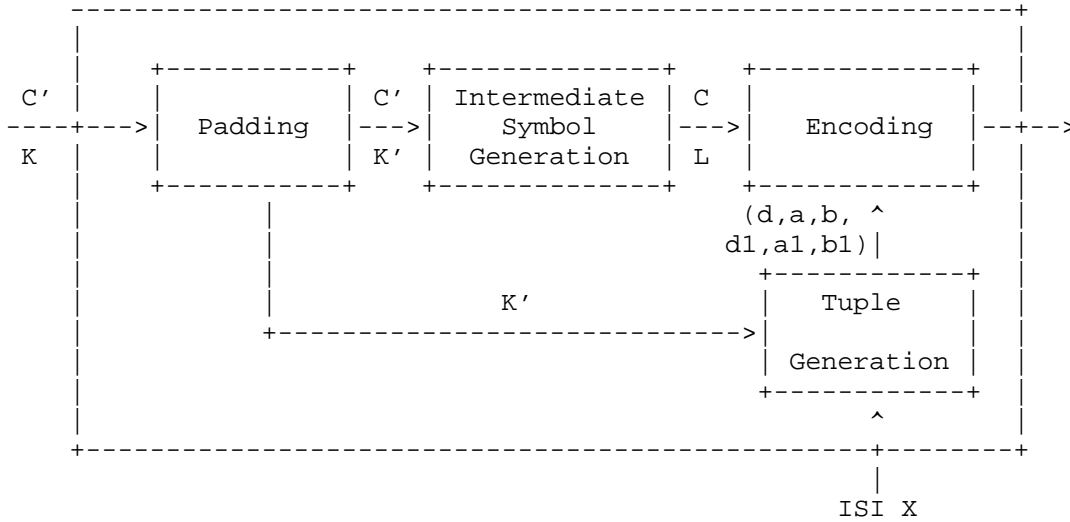 C' C' Intermediate C
Padding Symbol Encoding
K K' Generation L
(d,a,b,
d1,a1,b1)
K' Tuple
Generation
ISI X